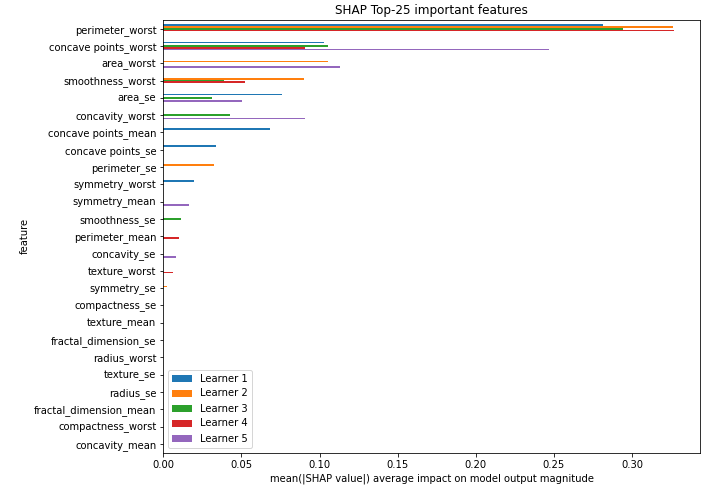 SHAP Top-25 important features
perimeter_worst
concave points_worst
area_worst
smoothness_worst
area_se
concavity_worst
concave points_mean
concave points_se
perimeter_se
symmetry_worst
symmetry_mean
smoothness_se
perimeter_mean
concavity_se
texture_worst
symmetry_se
compactness_se
texture_mean
fractal_dimension_se
radius_worst
texture_se
radius_se
fractal_dimension_mean
compactness_worst
concavity_mean
feature
Learner 1
Learner 2
Learner 3
Learner 4
Learner 5
0.00 0.05 0.10 0.15 0.20 0.25 0.30
mean(|SHAP value|) average impact on model output magnitude